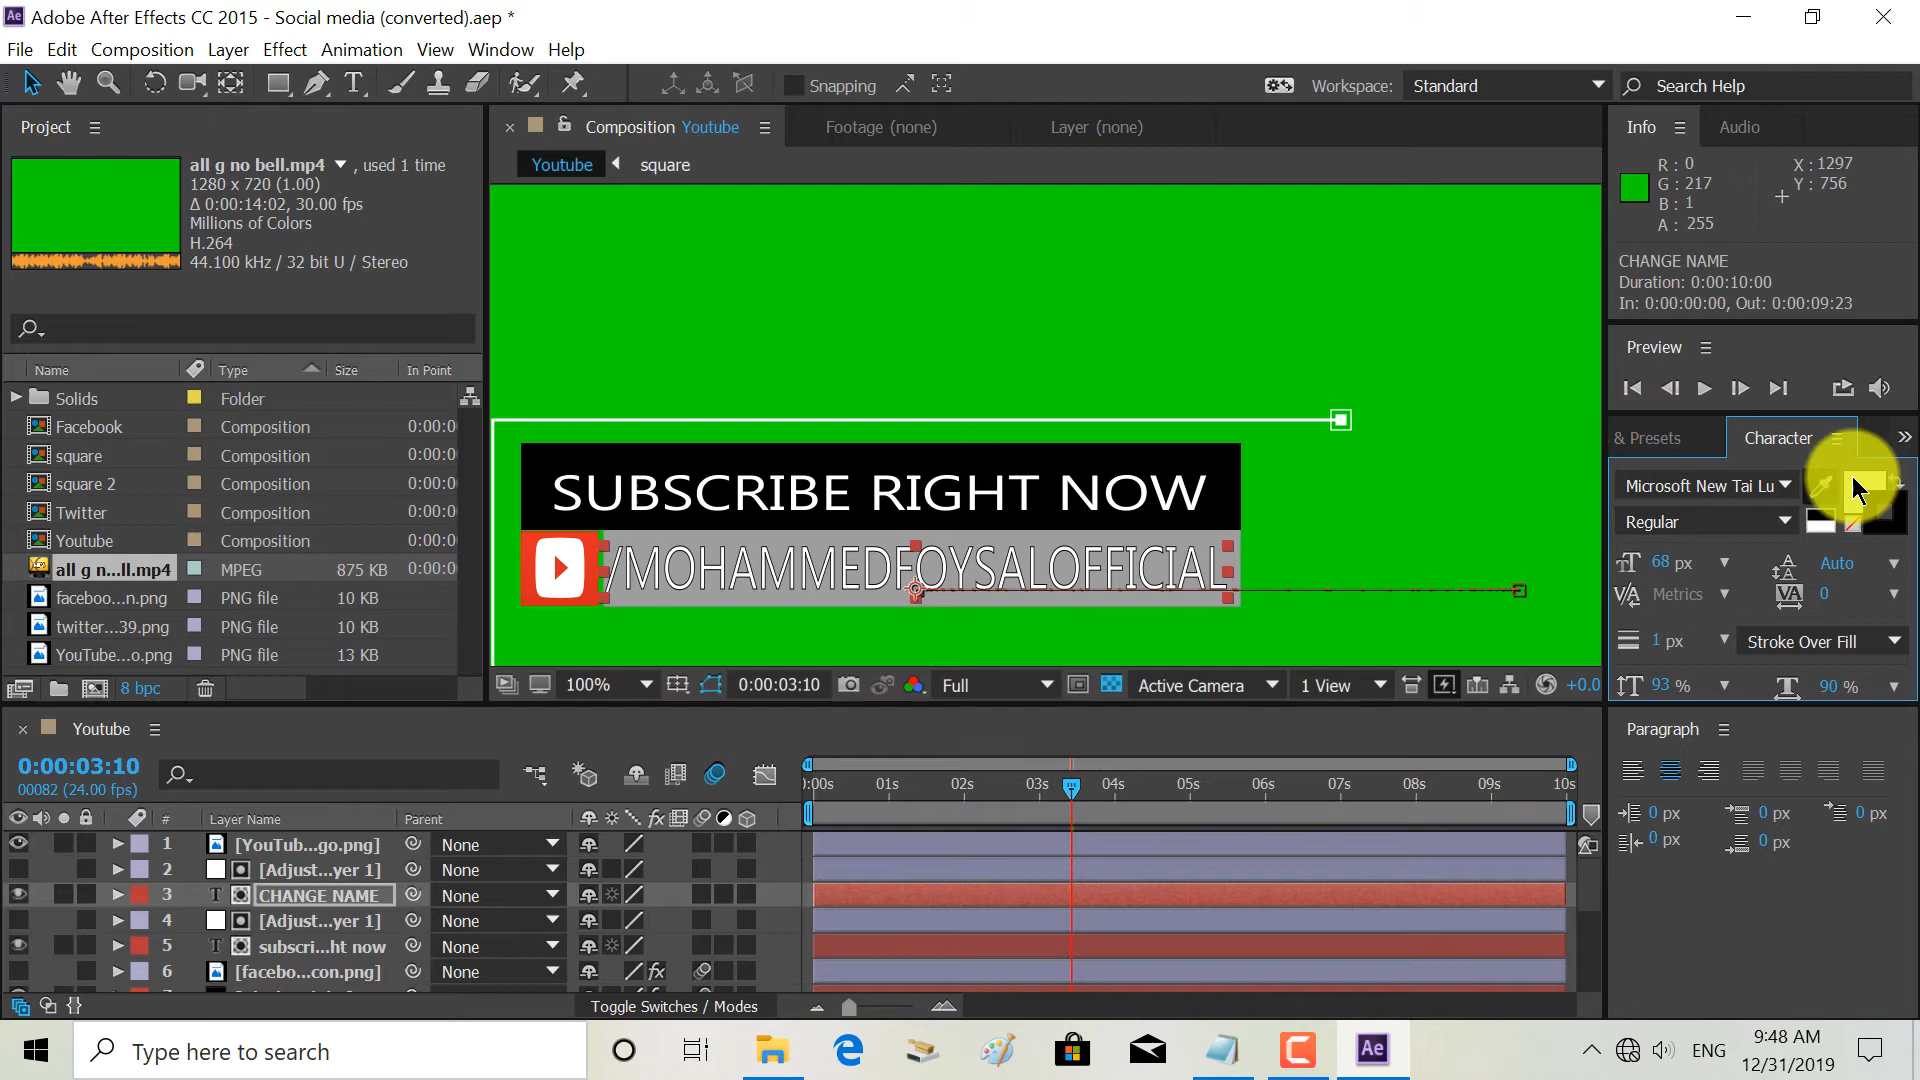 Adobe After Effects CC 2015 - Social media (converted).aep *
File Edit Composition Layer Effect Animation View Window Help
Snapping
Workspace: Standard
Search Help
Project
all g no bell.mp4 , used 1 time
1280 x 720 (1.00)
Δ 0:00:14:02, 30.00 fps
Millions of Colors
H.264
44.100 kHz / 32 bit U / Stereo
Name Type Size In Point
Solids Folder
Facebook Composition 0:00:0
square Composition 0:00:0
square 2 Composition 0:00:0
Twitter Composition 0:00:0
Youtube Composition 0:00:0
all g n...ll.mp4 MPEG 875 KB 0:00:0
faceboo...n.png PNG file 10 KB
twitter...39.png PNG file 10 KB
YouTube...o.png PNG file 13 KB
8 bpc
Composition Youtube
Footage (none)
Layer (none)
Youtube square
SUBSCRIBE RIGHT NOW
/MOHAMMEDFOYSALOFFICIAL
100% 0:00:03:10 Full Active Camera 1 View +0.0
Info Audio
R : 0
G : 217
B : 1
A : 255
X : 1297
Y : 756
CHANGE NAME
Duration: 0:00:10:00
In: 0:00:00:00, Out: 0:00:09:23
Preview
& Presets Character
Microsoft New Tai Lu
Regular
68 px Auto
Metrics 0
1 px Stroke Over Fill
93 % 90 %
Paragraph
0 px 0 px 0 px
0 px 0 px
Youtube
0:00:03:10
00082 (24.00 fps)
# Layer Name Parent
1 [YouTub...go.png] None
2 [Adjust...yer 1] None
3 CHANGE NAME None
4 [Adjust...yer 1] None
5 subscri...ht now None
6 [facebo...con.png] None
):00s 01s 02s 03s 04s 05s 06s 07s 08s 09s 10s
Toggle Switches / Modes
Type here to search
ENG
9:48 AM
12/31/2019